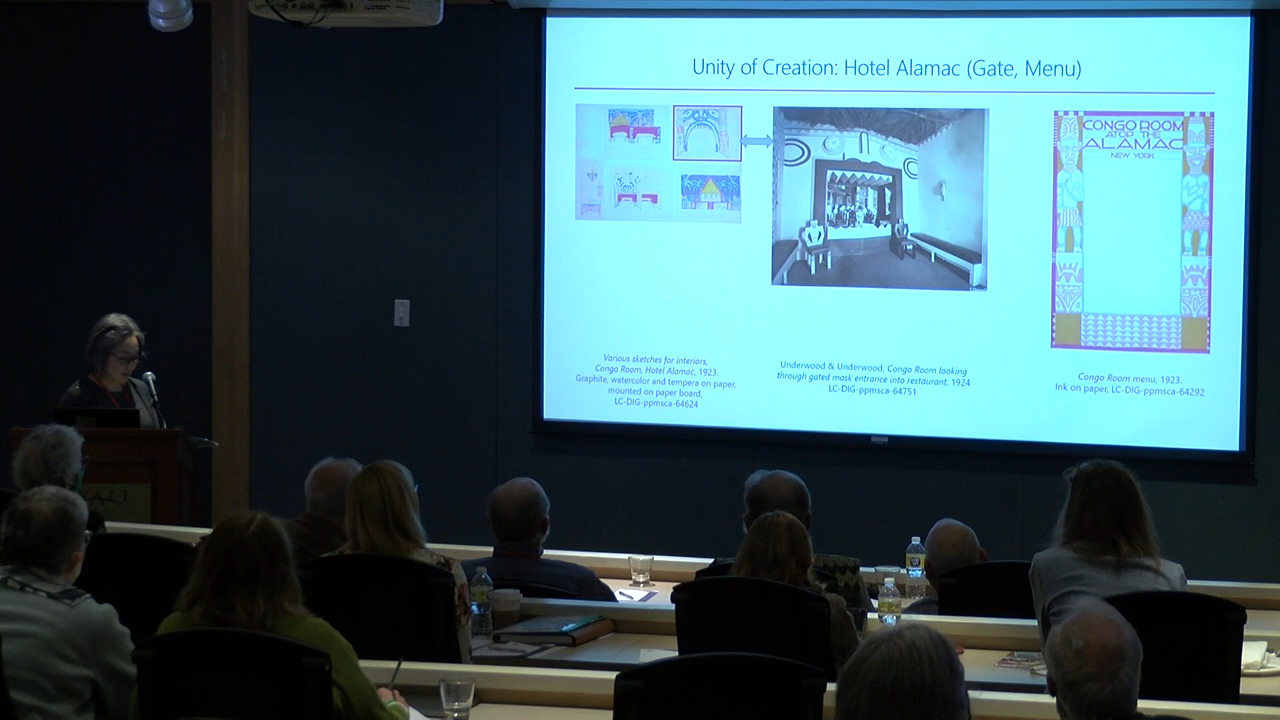 Unity of Creation: Hotel Alamac (Gate, Menu)
CONGO ROOM
ATOP THE
ALAMAC
NEW YORK
Various sketches for interiors,
Congo Room, Hotel Alamac, 1923.
Graphite, watercolor and tempera on paper,
mounted on paper board,
LC-DIG-ppmsca-64624
Underwood & Underwood, Congo Room looking
through gated mask entrance into restaurant, 1924
LC-DIG-ppmsca-64751
Congo Room menu, 1923.
Ink on paper, LC-DIG-ppmsca-64292